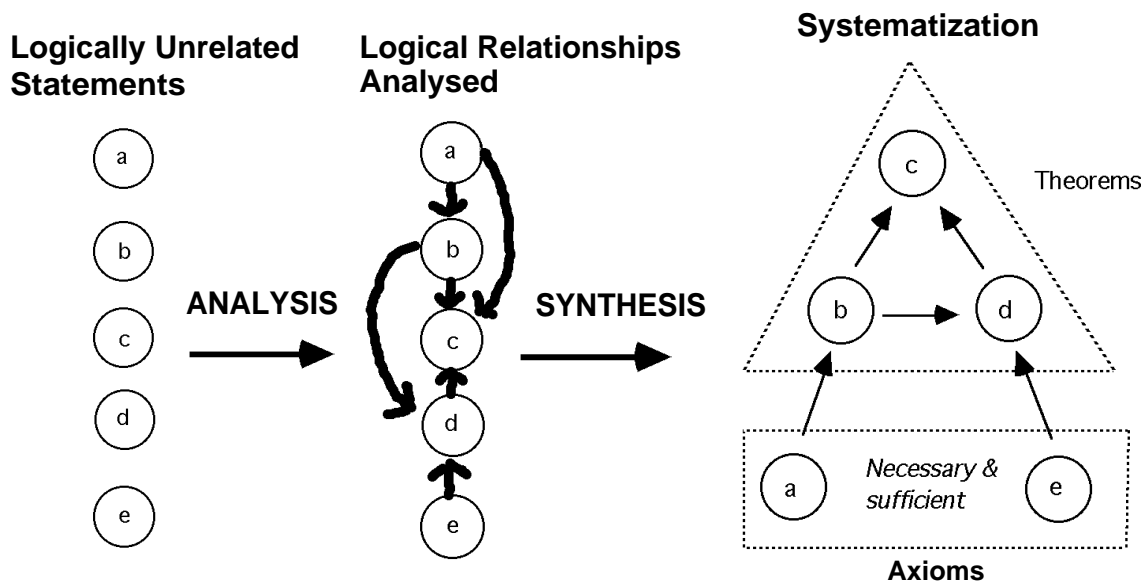 Logically Unrelated
Statements
a
b
c
d
e
ANALYSIS
Logical Relationships
Analysed
a
b
c
d
e
SYNTHESIS
Systematization
c
Theorems
b
d
a
Necessary &
sufficient
e
Axioms